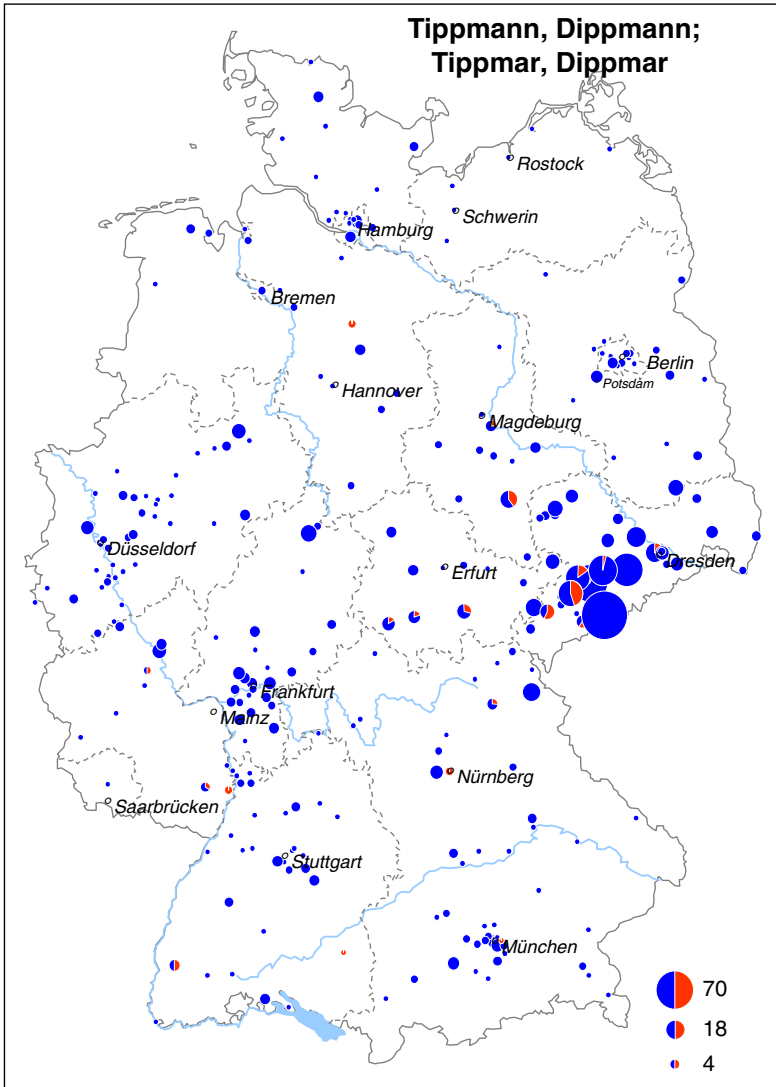 Tippmann, Dippmann;
Tippmar, Dippmar
Rostock
Schwerin
Hamburg
Bremen
Berlin
Potsdam
Hannover
Magdeburg
Düsseldorf
Dresden
Erfurt
Frankfurt
Mainz
Nürnberg
Saarbrücken
Stuttgart
München
70
18
4